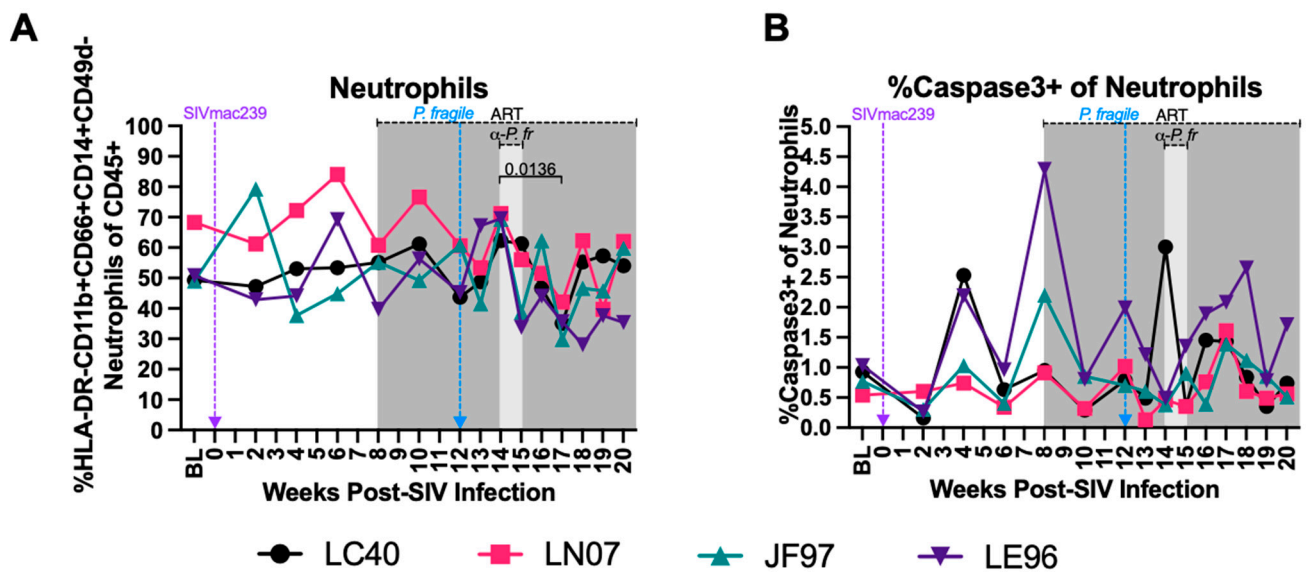 A
%HLA-DR-CD11b+CD66+CD14+CD49d-
Neutrophils of CD45+
Neutrophils
SIVmac239
P. fragile
ART
α-P. fr
0.0136
100
90
80
70
60
50
40
30
20
10
0
BL 0 1 2 3 4 5 6 7 8 9 10 11 12 13 14 15 16 17 18 19 20
Weeks Post-SIV Infection
B
%Caspase3+ of Neutrophils
%Caspase3+ of Neutrophils
SIVmac239
P. fragile
ART
α-P. fr
5.0
4.5
4.0
3.5
3.0
2.5
2.0
1.5
1.0
0.5
0.0
BL 0 1 2 3 4 5 6 7 8 9 10 11 12 13 14 15 16 17 18 19 20
Weeks Post-SIV Infection
LC40 LN07 JF97 LE96